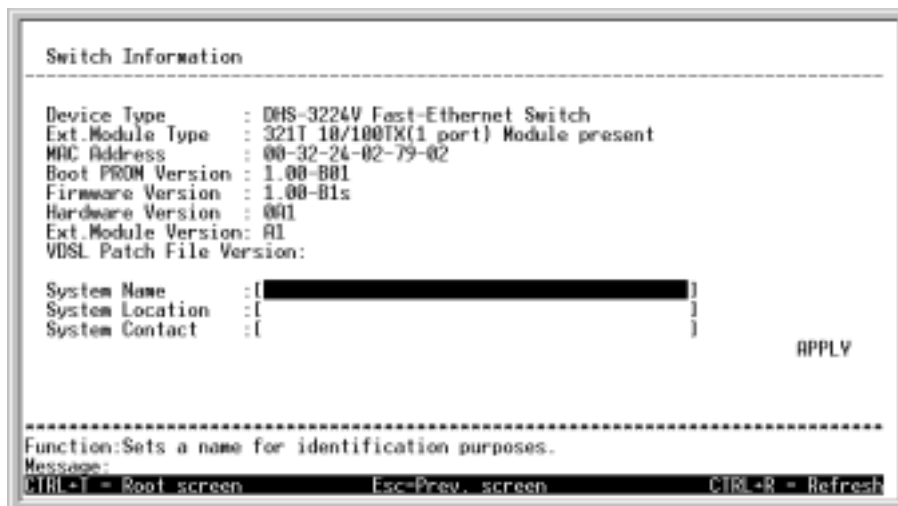 Switch Information
Device Type : DHS-3224V Fast-Ethernet Switch
Ext.Module Type : 321T 10/100TX(1 port) Module present
MAC Address : 00-32-24-02-79-02
Boot PROM Version : 1.00-B01
Firmware Version : 1.00-B1s
Hardware Version : 0A1
Ext.Module Version: A1
VDSL Patch File Version:
System Name :[ ]
System Location :[ ]
System Contact :[ ]
APPLY
Function:Sets a name for identification purposes.
Message:
CTRL+T = Root screen Esc=Prev. screen CTRL+R = Refresh